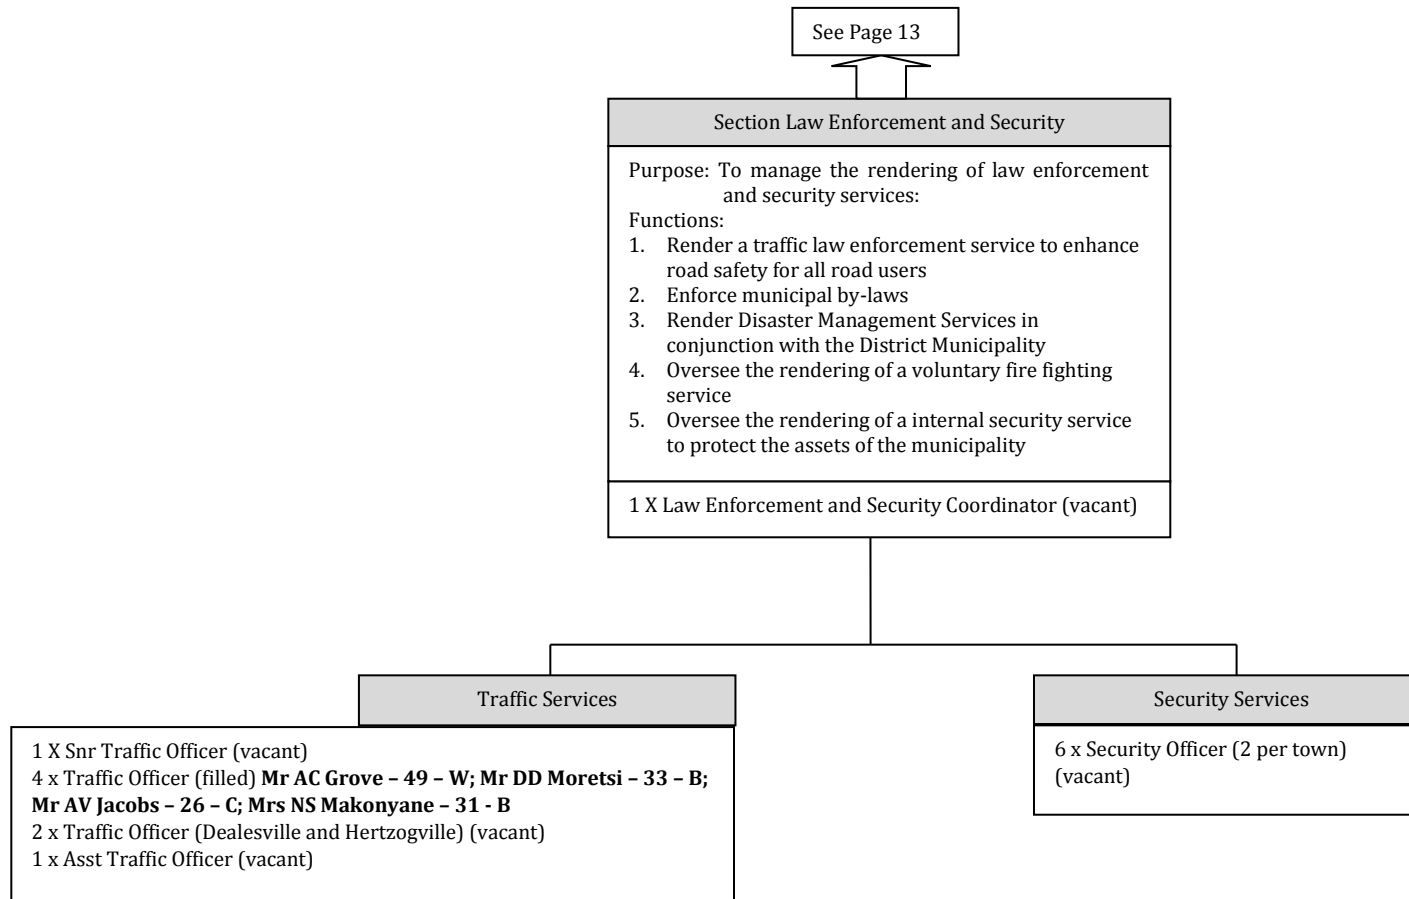 See Page 13
Section Law Enforcement and Security
Purpose: To manage the rendering of law enforcement
and security services:
Functions:
1. Render a traffic law enforcement service to enhance
road safety for all road users
2. Enforce municipal by-laws
3. Render Disaster Management Services in
conjunction with the District Municipality
4. Oversee the rendering of a voluntary fire fighting
service
5. Oversee the rendering of a internal security service
to protect the assets of the municipality
1 X Law Enforcement and Security Coordinator (vacant)
Traffic Services
1 X Snr Traffic Officer (vacant)
4 x Traffic Officer (filled) Mr AC Grove – 49 – W; Mr DD Moretsi – 33 – B;
Mr AV Jacobs – 26 – C; Mrs NS Makonyane – 31 - B
2 x Traffic Officer (Dealesville and Hertzogville) (vacant)
1 x Asst Traffic Officer (vacant)
Security Services
6 x Security Officer (2 per town)
(vacant)